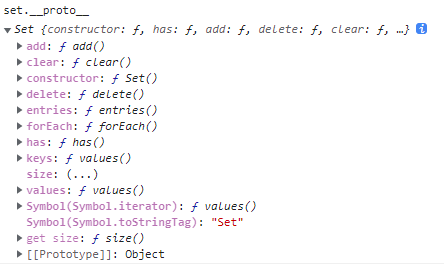 set.__proto__
▼ Set {constructor: ƒ, has: ƒ, add: ƒ, delete: ƒ, clear: ƒ, …} i
▶ add: ƒ add()
▶ clear: ƒ clear()
▶ constructor: ƒ Set()
▶ delete: ƒ delete()
▶ entries: ƒ entries()
▶ forEach: ƒ forEach()
▶ has: ƒ has()
▶ keys: ƒ values()
size: (...)
▶ values: ƒ values()
▶ Symbol(Symbol.iterator): ƒ values()
Symbol(Symbol.toStringTag): "Set"
▶ get size: ƒ size()
▶ [[Prototype]]: Object